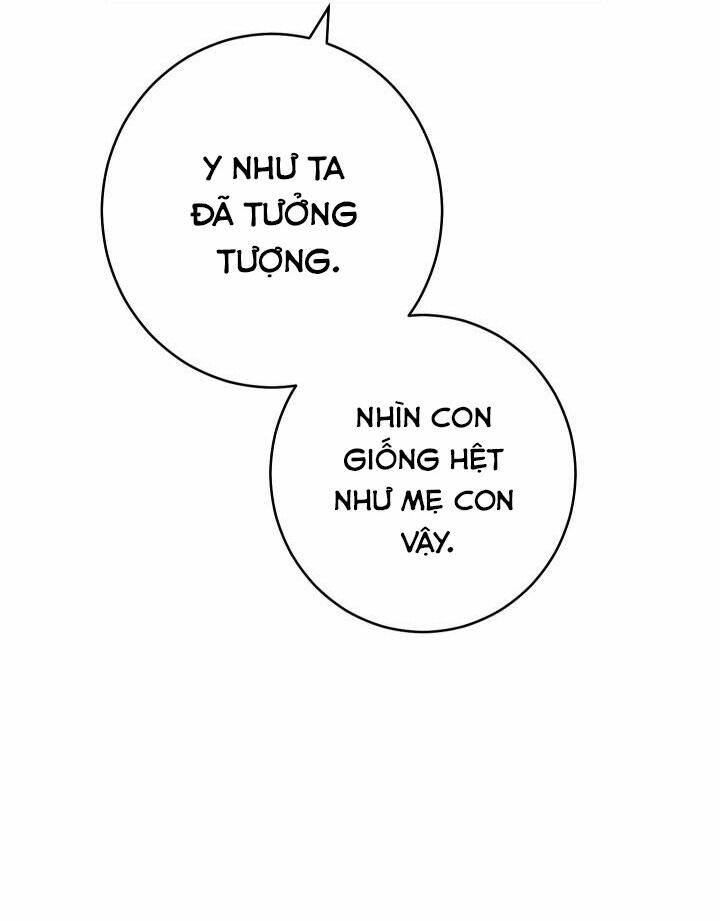 Y NHƯ TA
ĐÃ TƯỞNG
TƯỢNG.
NHÌN CON
GIỐNG HỆT
NHƯ MẸ CON
VẬY.